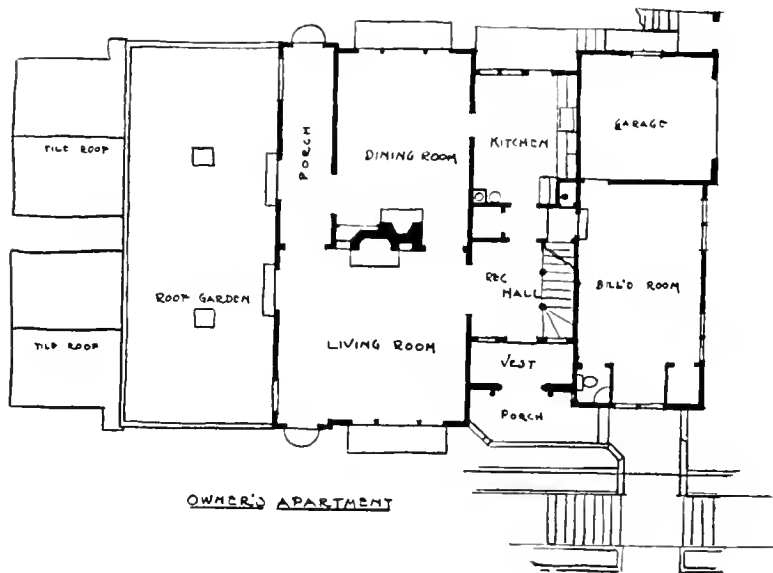 GARAGE
TILE ROOF
PORCH
DINING ROOM
KITCHEN
ROOF GARDEN
REC
HALL
BILL'D ROOM
TILE ROOF
LIVING ROOM
VEST
PORCH
OWNER'S APARTMENT